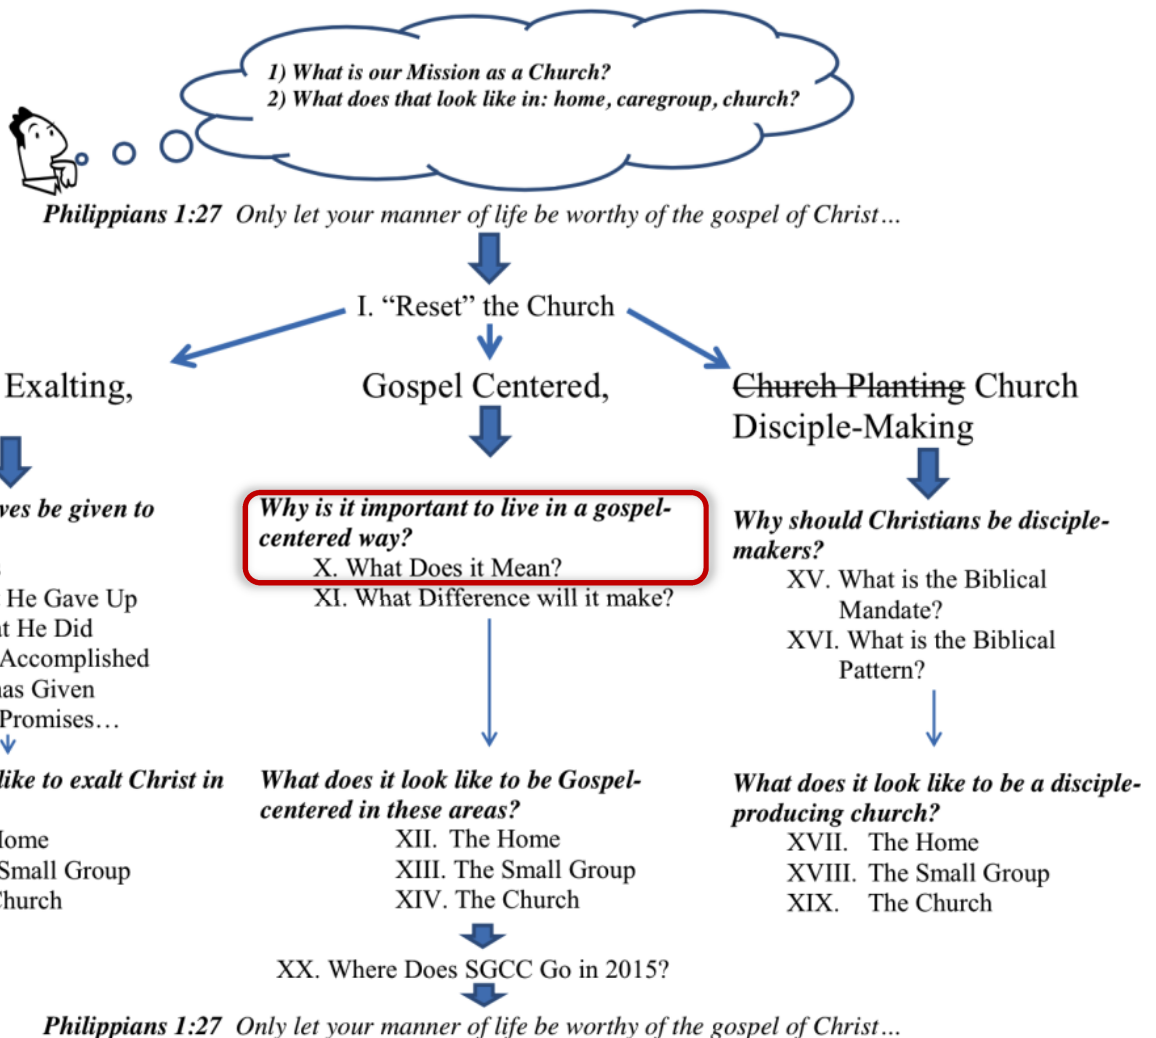 1) What is our Mission as a Church?
2) What does that look like in: home, caregroup, church?
Philippians 1:27 Only let your manner of life be worthy of the gospel of Christ…
I. “Reset” the Church
Exalting,
Gospel Centered,
Church Planting Church
Disciple-Making
be given to
He Gave Up
He Did
Accomplished
Given
Promises…
like to exalt Christ in
Small Group
Why is it important to live in a gospel-
centered way?
X. What Does it Mean?
XI. What Difference will it make?
What does it look like to be Gospel-
centered in these areas?
XII. The Home
XIII. The Small Group
XIV. The Church
Why should Christians be disciple-
makers?
XV. What is the Biblical
Mandate?
XVI. What is the Biblical
Pattern?
What does it look like to be a disciple-
producing church?
XVII. The Home
XVIII. The Small Group
XIX. The Church
XX. Where Does SGCC Go in 2015?
Philippians 1:27 Only let your manner of life be worthy of the gospel of Christ…